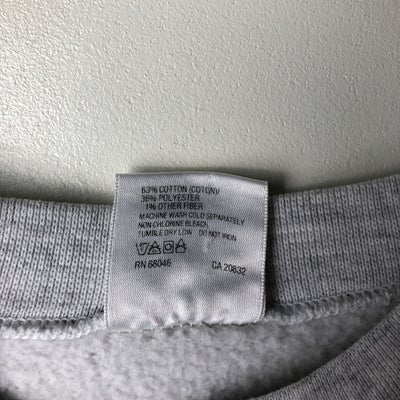 63% COTTON (COTON)/
36% POLYESTER
1% OTHER FIBER
MACHINE WASH COLD SEPARATELY
NON CHLORINE BLEACH
TUMBLE DRY LOW DO NOT IRON
RN 68046 CA 20832